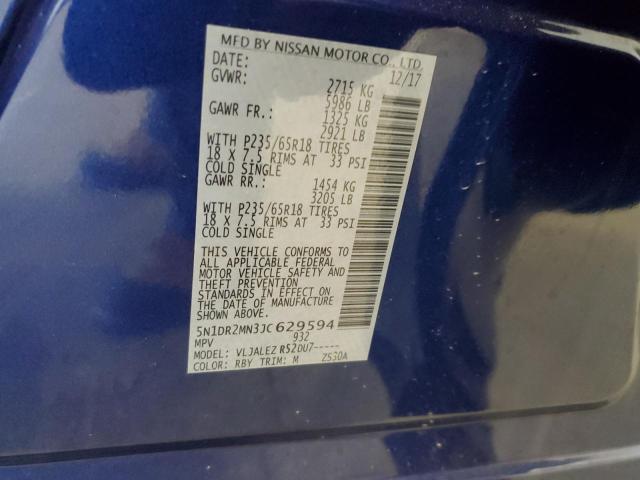 MFD BY NISSAN MOTOR CO., LTD.
DATE: 12/17
GVWR: 2715 KG
5986 LB
GAWR FR.: 1325 KG
2921 LB
WITH P235/65R18 TIRES
18 X 7.5 RIMS AT 33 PSI
COLD SINGLE
GAWR RR.: 1454 KG
3205 LB
WITH P235/65R18 TIRES
18 X 7.5 RIMS AT 33 PSI
COLD SINGLE
THIS VEHICLE CONFORMS TO
ALL APPLICABLE FEDERAL
MOTOR VEHICLE SAFETY AND
THEFT PREVENTION
STANDARDS IN EFFECT ON
THE DATE OF MANUFACTURE
SHOWN ABOVE.
5N1DR2MN3JC629594
MPV 932
MODEL: VLJALEZ R52DU7-----
COLOR: RBY TRIM: M ZS30A